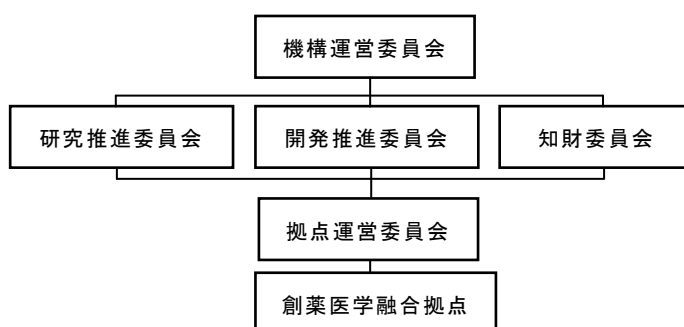 機構運営委員会
研究推進委員会
開発推進委員会
知財委員会
拠点運営委員会
創薬医学融合拠点